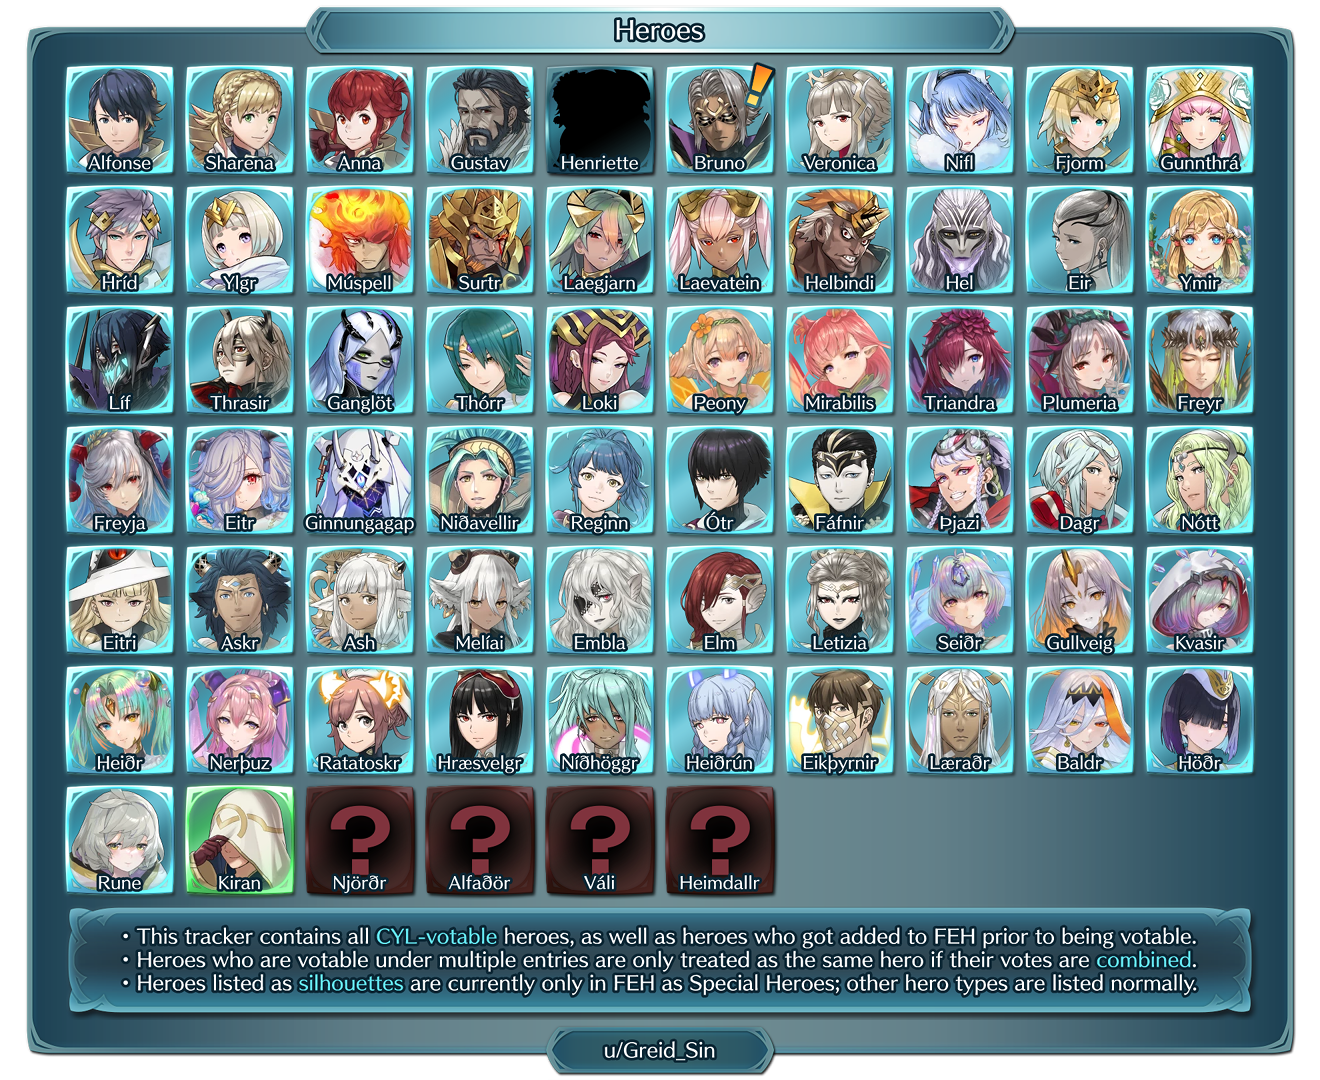 Heroes
Alfonse Sharena Anna Gustav Henriette Bruno Veronica Nifl Fjorm Gunnthrá
Hríd Ylgr Múspell Surtr Laegjarn Laevatein Helbindi Hel Eir Ymir
Líf Thrasir Ganglöt Thórr Loki Peony Mirabilis Triandra Plumeria Freyr
Freyja Eitr Ginnungagap Niðavellir Reginn Ótr Fáfnir Þjazi Dagr Nótt
Eitri Askr Ash Melíai Embla Elm Letizia Seiðr Gullveig Kvasir
Heiðr Nerþuz Ratatoskr Hræsvelgr Níðhöggr Heiðrún Eikþyrnir Læraðr Baldr Höðr
? ? ? ?
Rune Kiran Njörðr Alfaðör Váli Heimdallr
• This tracker contains all CYL-votable heroes, as well as heroes who got added to FEH prior to being votable.
• Heroes who are votable under multiple entries are only treated as the same hero if their votes are combined.
• Heroes listed as silhouettes are currently only in FEH as Special Heroes; other hero types are listed normally.
u/Greid_Sin